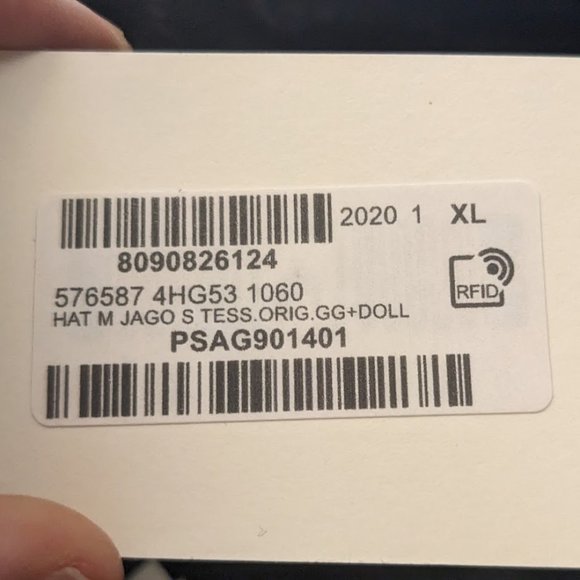 2020 1 XL
8090826124
576587 4HG53 1060
RFID
HAT M JAGO S TESS.ORIG.GG+DOLL
PSAG901401